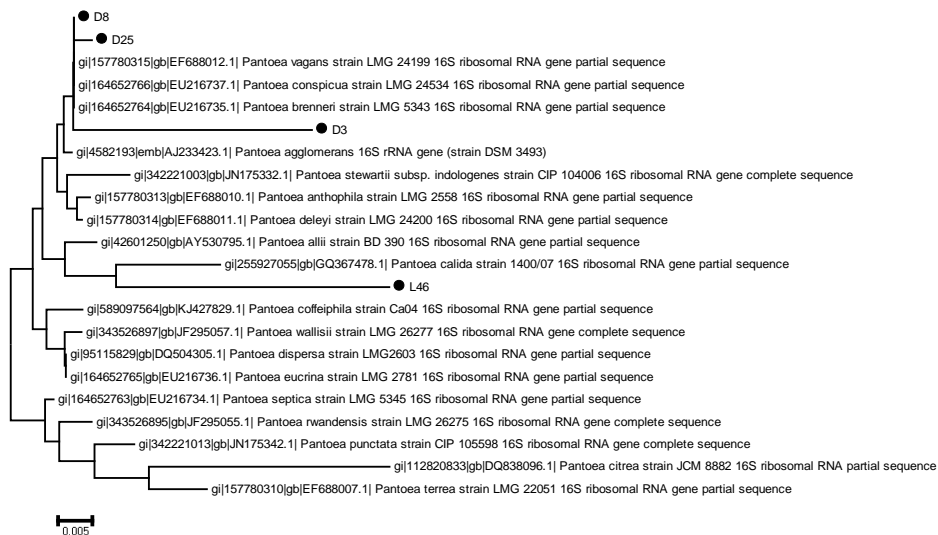 D8
D25
gi|157780315|gb|EF688012.1| Pantoea vagans strain LMG 24199 16S ribosomal RNA gene partial sequence
gi|164652766|gb|EU216737.1| Pantoea conspicua strain LMG 24534 16S ribosomal RNA gene partial sequence
gi|164652764|gb|EU216735.1| Pantoea brenneri strain LMG 5343 16S ribosomal RNA gene partial sequence
D3
gi|4582193|emb|AJ233423.1| Pantoea agglomerans 16S rRNA gene (strain DSM 3493)
gi|342221003|gb|JN175332.1| Pantoea stewartii subsp. indologenes strain CIP 104006 16S ribosomal RNA gene complete sequence
gi|157780313|gb|EF688010.1| Pantoea anthophila strain LMG 2558 16S ribosomal RNA gene partial sequence
gi|157780314|gb|EF688011.1| Pantoea deleyi strain LMG 24200 16S ribosomal RNA gene partial sequence
gi|42601250|gb|AY530795.1| Pantoea allii strain BD 390 16S ribosomal RNA gene partial sequence
gi|255927055|gb|GQ367478.1| Pantoea calida strain 1400/07 16S ribosomal RNA gene partial sequence
L46
gi|589097564|gb|KJ427829.1| Pantoea coffeiphila strain Ca04 16S ribosomal RNA gene partial sequence
gi|343526897|gb|JF295057.1| Pantoea wallisii strain LMG 26277 16S ribosomal RNA gene complete sequence
gi|95115829|gb|DQ504305.1| Pantoea dispersa strain LMG2603 16S ribosomal RNA gene partial sequence
gi|164652765|gb|EU216736.1| Pantoea eucrina strain LMG 2781 16S ribosomal RNA gene partial sequence
gi|164652763|gb|EU216734.1| Pantoea septica strain LMG 5345 16S ribosomal RNA gene partial sequence
gi|343526895|gb|JF295055.1| Pantoea rwandensis strain LMG 26275 16S ribosomal RNA gene complete sequence
gi|342221013|gb|JN175342.1| Pantoea punctata strain CIP 105598 16S ribosomal RNA gene complete sequence
gi|112820833|gb|DQ838096.1| Pantoea citrea strain JCM 8882 16S ribosomal RNA partial sequence
gi|157780310|gb|EF688007.1| Pantoea terrea strain LMG 22051 16S ribosomal RNA gene partial sequence
0.005